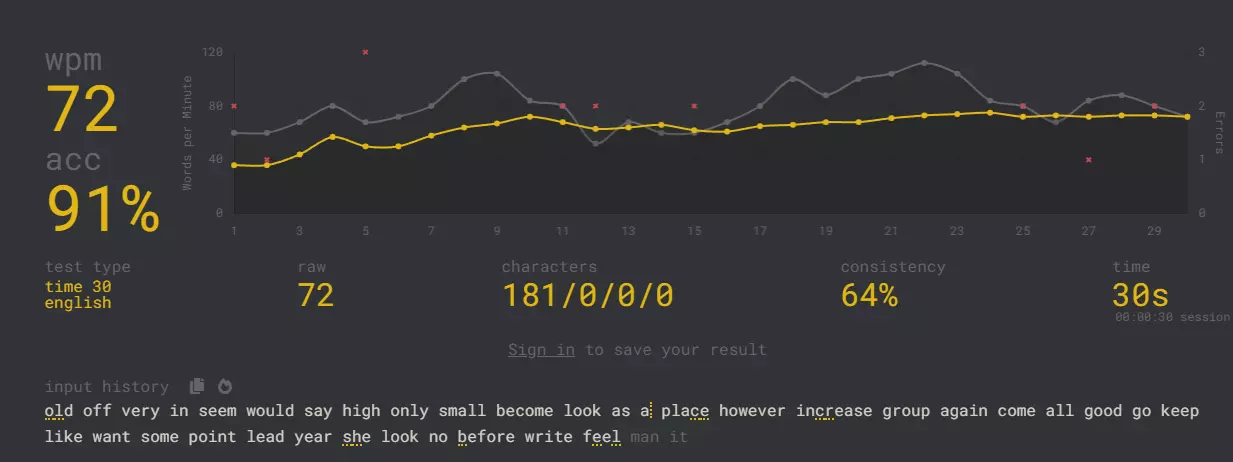 wpm
72
acc
91%
120
80
40
0
Words per Minute
3
2
1
0
Errors
1 3 5 7 9 11 13 15 17 19 21 23 25 27 29
test type
time 30
english
raw
72
characters
181/0/0/0
consistency
64%
time
30s
00:00:30 session
Sign in to save your result
input history
old off very in seem would say high only small become look as a place however increase group again come all good go keep
like want some point lead year she look no before write feel man it